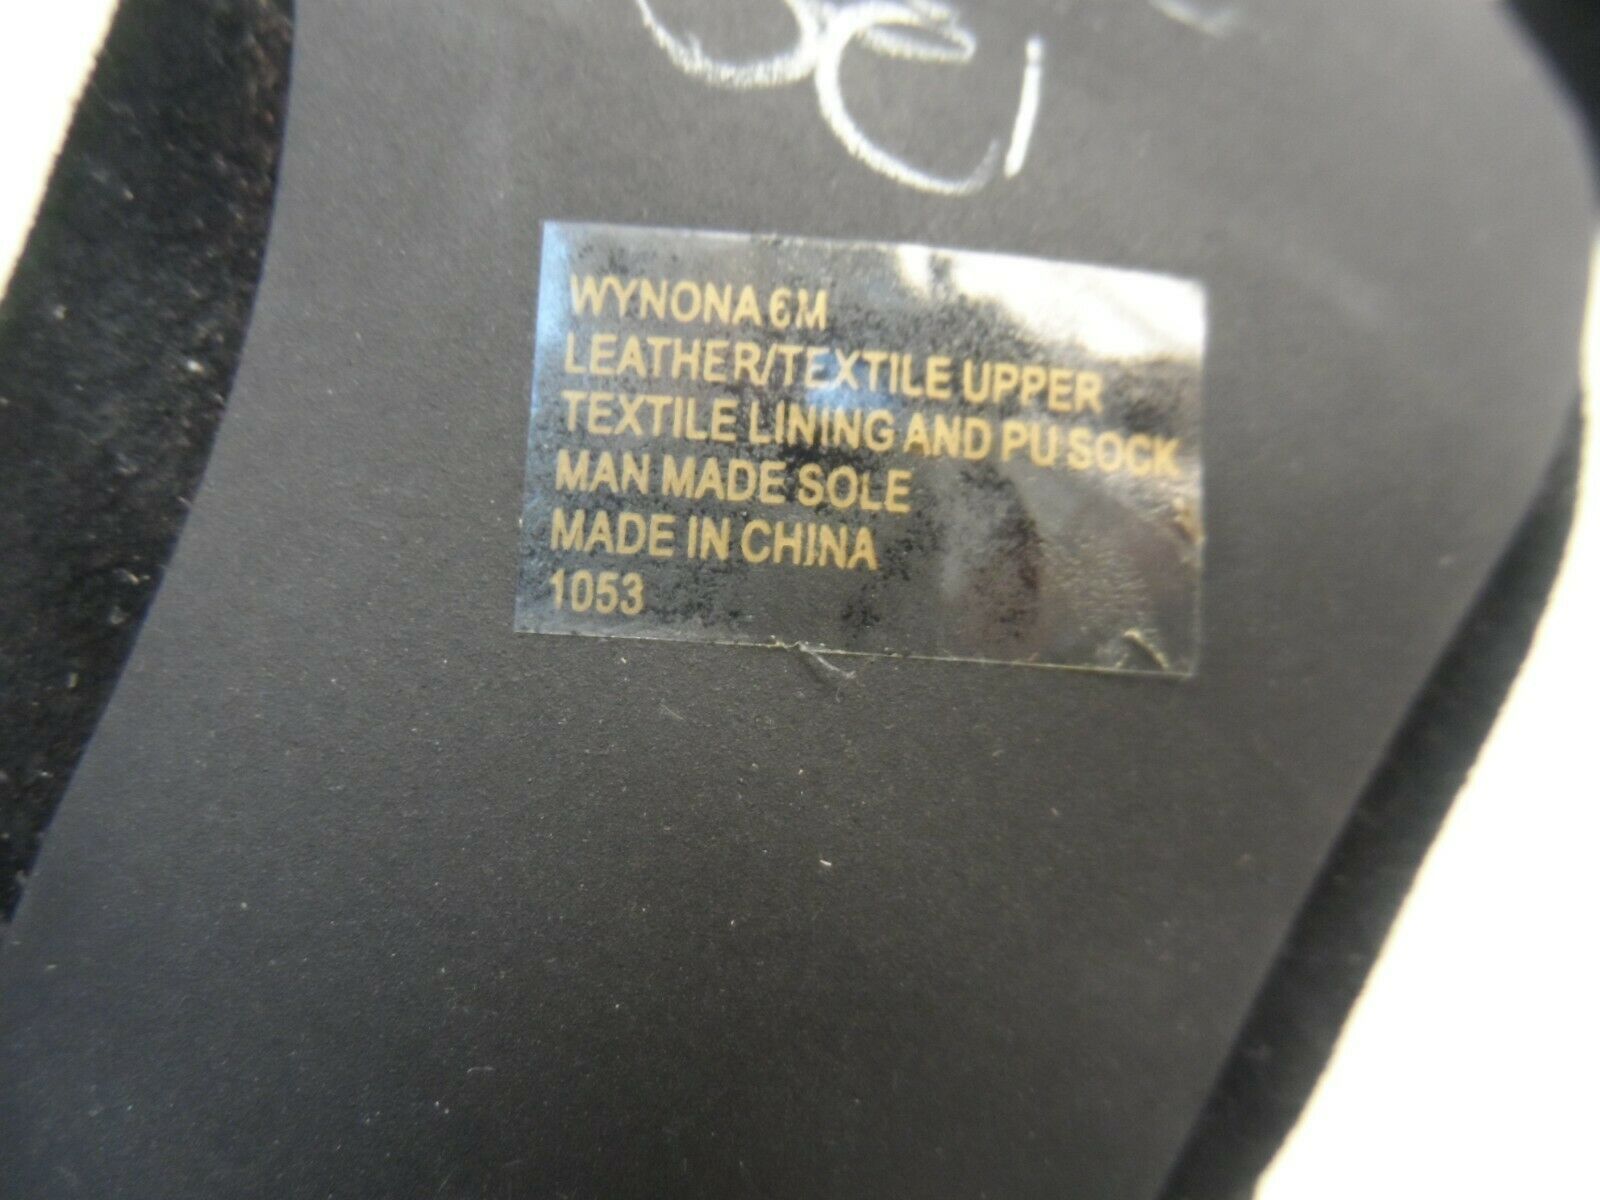 WYNONA 6M
LEATHER/TEXTILE UPPER
TEXTILE LINING AND PU SOCK
MAN MADE SOLE
MADE IN CHINA
1053